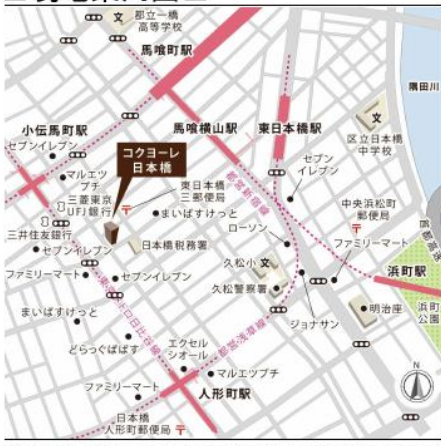 都立一橋
高等学校
馬喰町駅
隅田川
小伝馬町駅
馬喰横山駅
東日本橋駅
セブンイレブン
コクヨーレ
日本橋
区立日本橋
中学校
マルエツ
プチ
セブン
イレブン
三菱東京
UFJ銀行
東日本橋
三郵便局
まいばすけっと
中央浜松町
郵便局
三井住友銀行
日本橋税務署
ローソン
ファミリーマート
セブンイレブン
久松小
浜町駅
ファミリーマート
セブンイレブン
久松警察署
明治座
浜町
公園
まいばすけっと
ジョナサン
どらっぐぱぱす
エクセル
シオール
マルエツプチ
ファミリーマート
人形町駅
日本橋
人形町郵便局
N